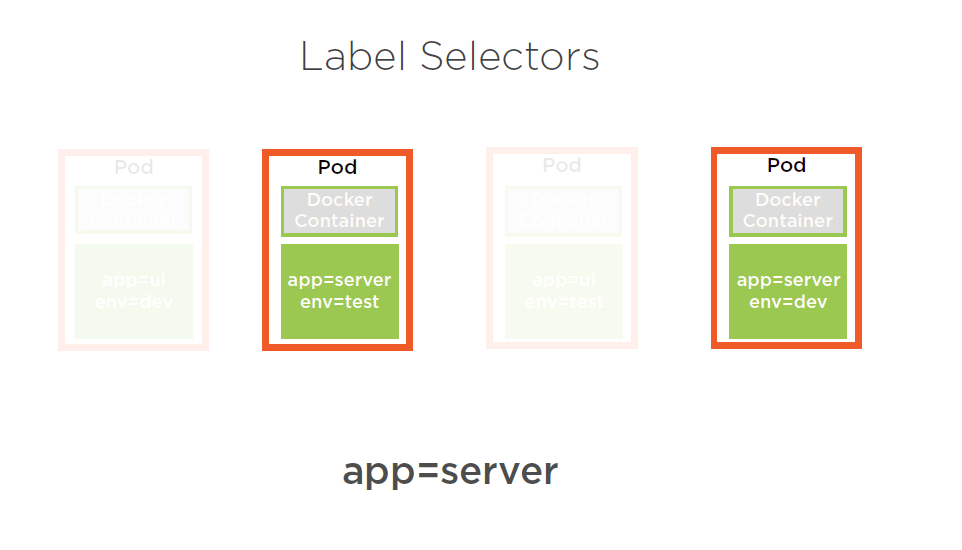 Label Selectors
Pod
Docker
Container
app=ui
env=dev
Pod
Docker
Container
app=server
env=test
Pod
Docker
Container
app=ui
env=test
Pod
Docker
Container
app=server
env=dev
app=server